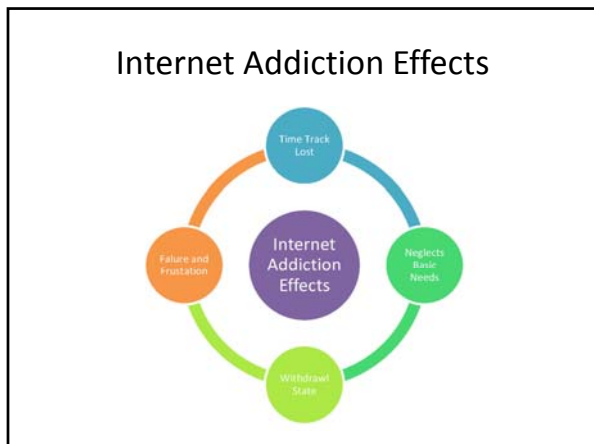 Internet Addiction Effects
Time Track
Lost
Internet
Addiction
Effects
Neglects
Basic
Needs
Withdrawl
State
Falure and
Frustation